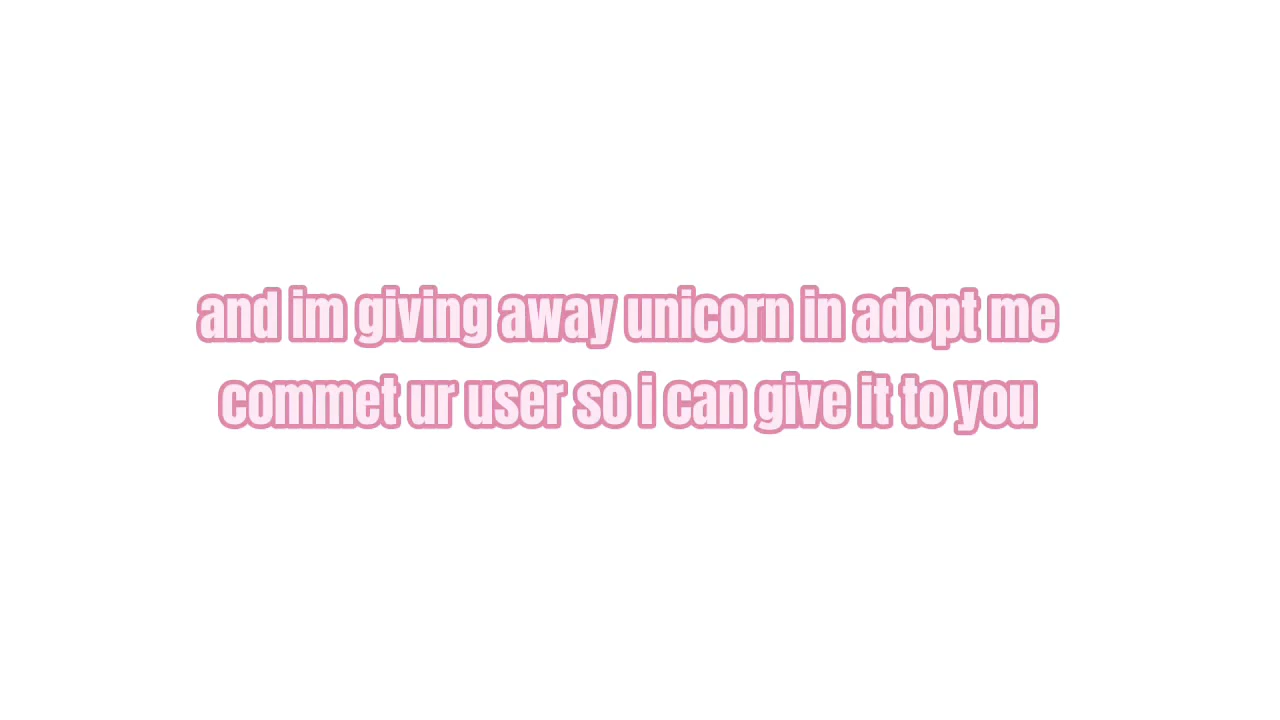 and im giving away unicorn in adopt me
commet ur user so i can give it to you